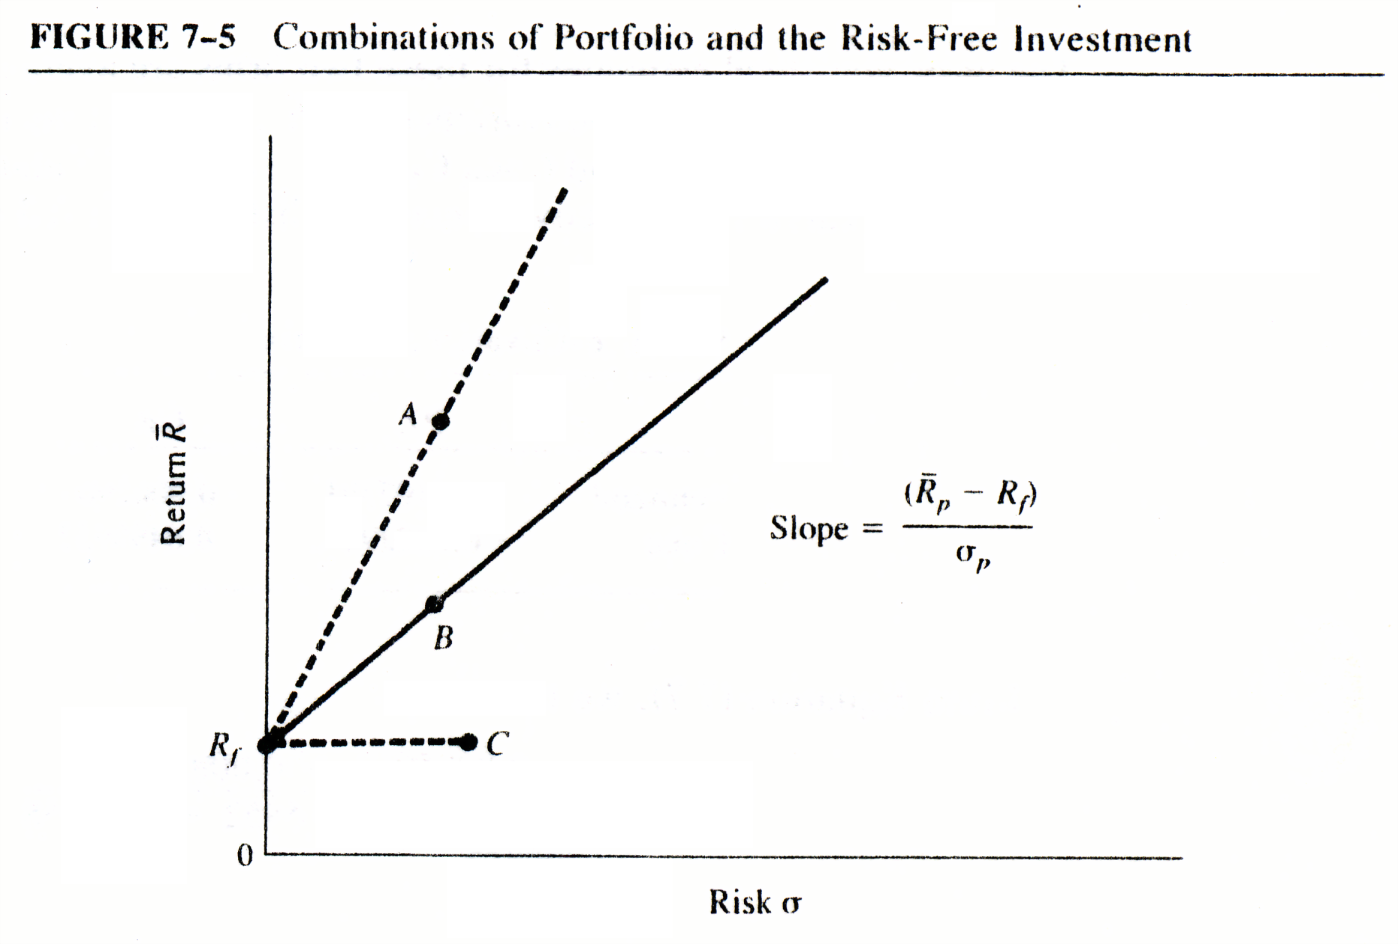 FIGURE 7–5 Combinations of Portfolio and the Risk-Free Investment
Return R̄
A
Slope = (R̄p − Rf) / σp
B
Rf
C
0
Risk σ